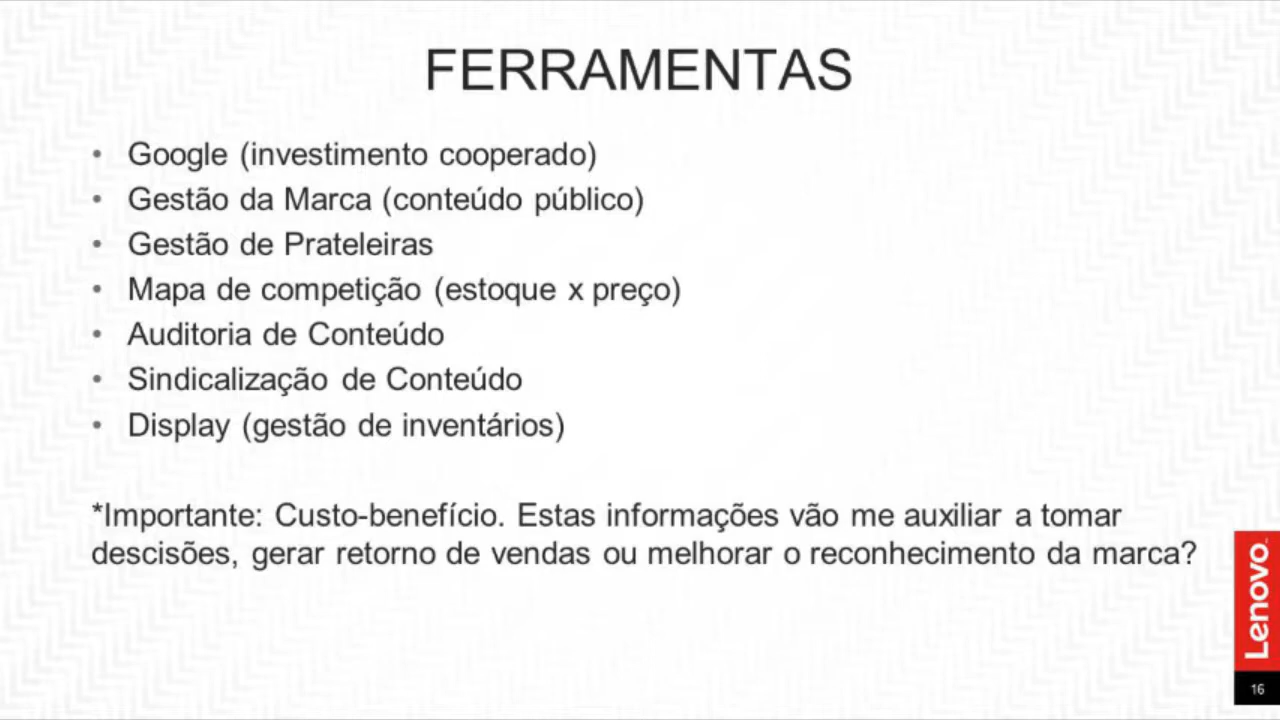 FERRAMENTAS
• Google (investimento cooperado)
• Gestão da Marca (conteúdo público)
• Gestão de Prateleiras
• Mapa de competição (estoque x preço)
• Auditoria de Conteúdo
• Sindicalização de Conteúdo
• Display (gestão de inventários)
*Importante: Custo-benefício. Estas informações vão me auxiliar a tomar
descisões, gerar retorno de vendas ou melhorar o reconhecimento da marca?
Lenovo
16